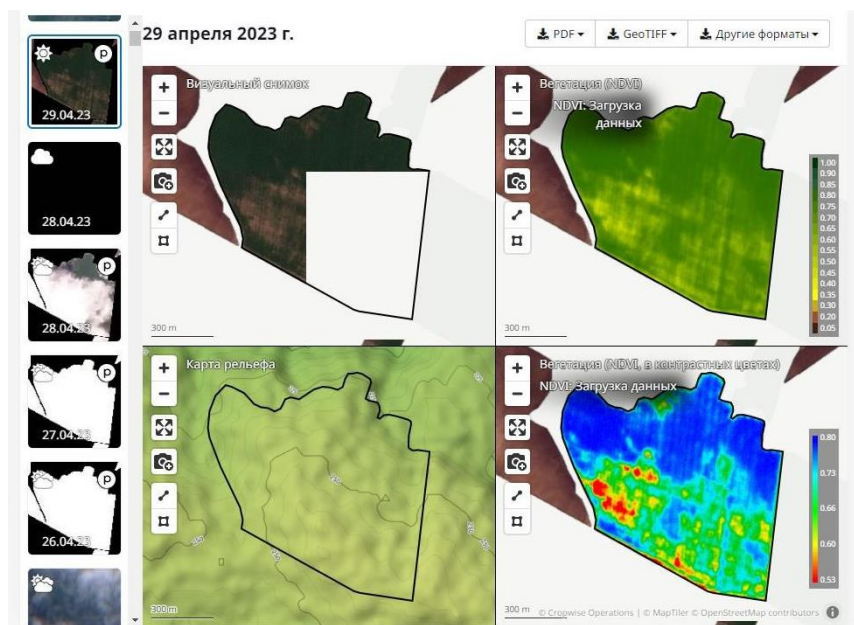 29 апреля 2023 г.
PDF
GeoTIFF
Другие форматы
29.04.23
28.04.23
28.04.23
27.04.23
26.04.23
P
P
P
P
Визуальный снимок
300 m
Вегетация (NDVI)
NDVI: Загрузка
данных
1.00
0.90
0.85
0.80
0.75
0.70
0.65
0.60
0.55
0.50
0.45
0.40
0.35
0.30
0.20
0.05
300 m
Карта рельефа
300 m
Вегетация (NDVI, в контрастных цветах)
NDVI: Загрузка данных
0.80
0.73
0.66
0.60
0.53
300 m
© Cropwise Operations | © MapTiler © OpenStreetMap contributors